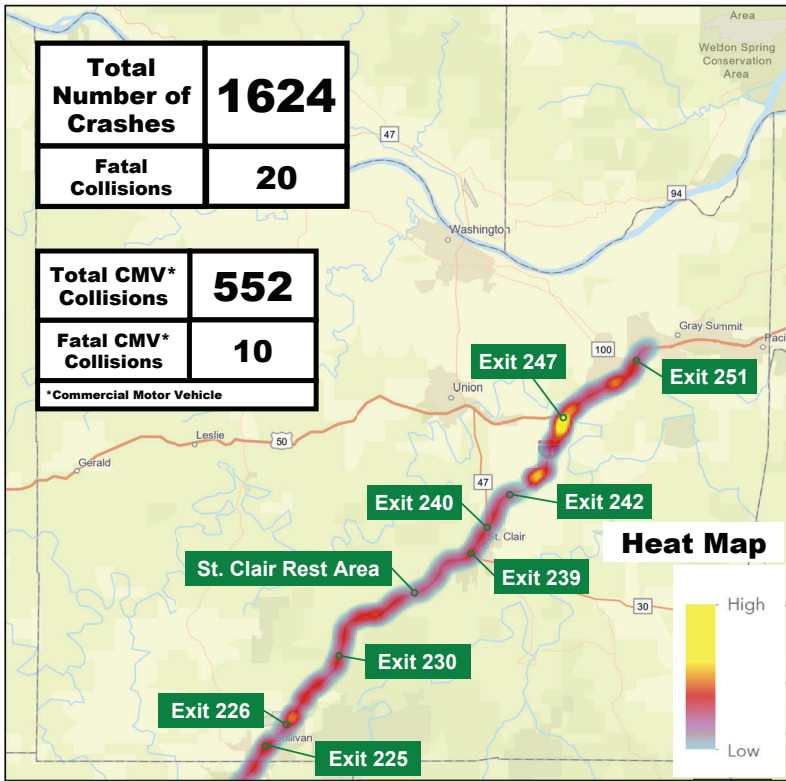 Area
Weldon Spring
Conservation
Area
Total
Number of
Crashes
1624
Fatal
Collisions
20
47
94
Washington
Total CMV*
Collisions
552
Fatal CMV*
Collisions
10
*Commercial Motor Vehicle
Gray Summit
100
Exit 247
Exit 251
Union
Leslie
50
Gerald
47
Exit 242
Exit 240
St. Clair
Heat Map
St. Clair Rest Area
Exit 239
High
30
Exit 230
Exit 226
Exit 225
Low